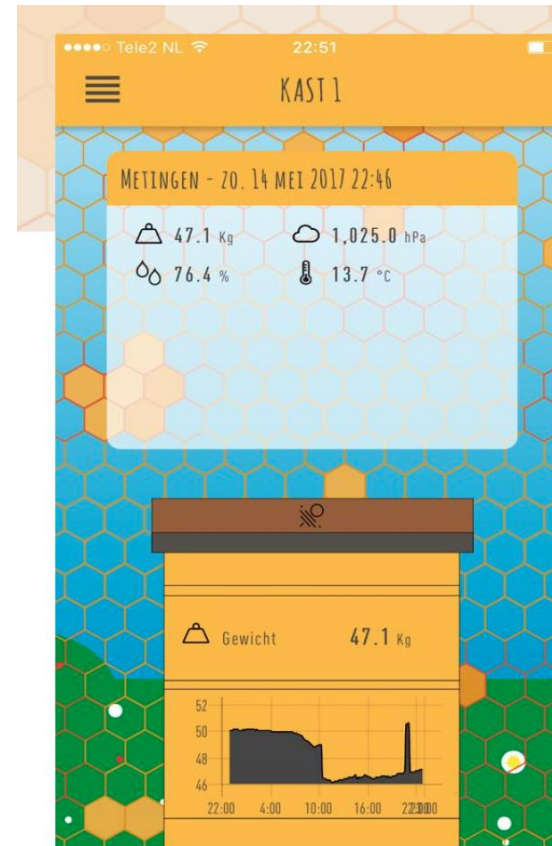 Tele2 NL 22:51
KAST 1
METINGEN - ZO. 14 MEI 2017 22:46
47.1 Kg 1,025.0 hPa
76.4 % 13.7 °C
Gewicht 47.1 Kg
52
50
48
46
22:00 4:00 10:00 16:00